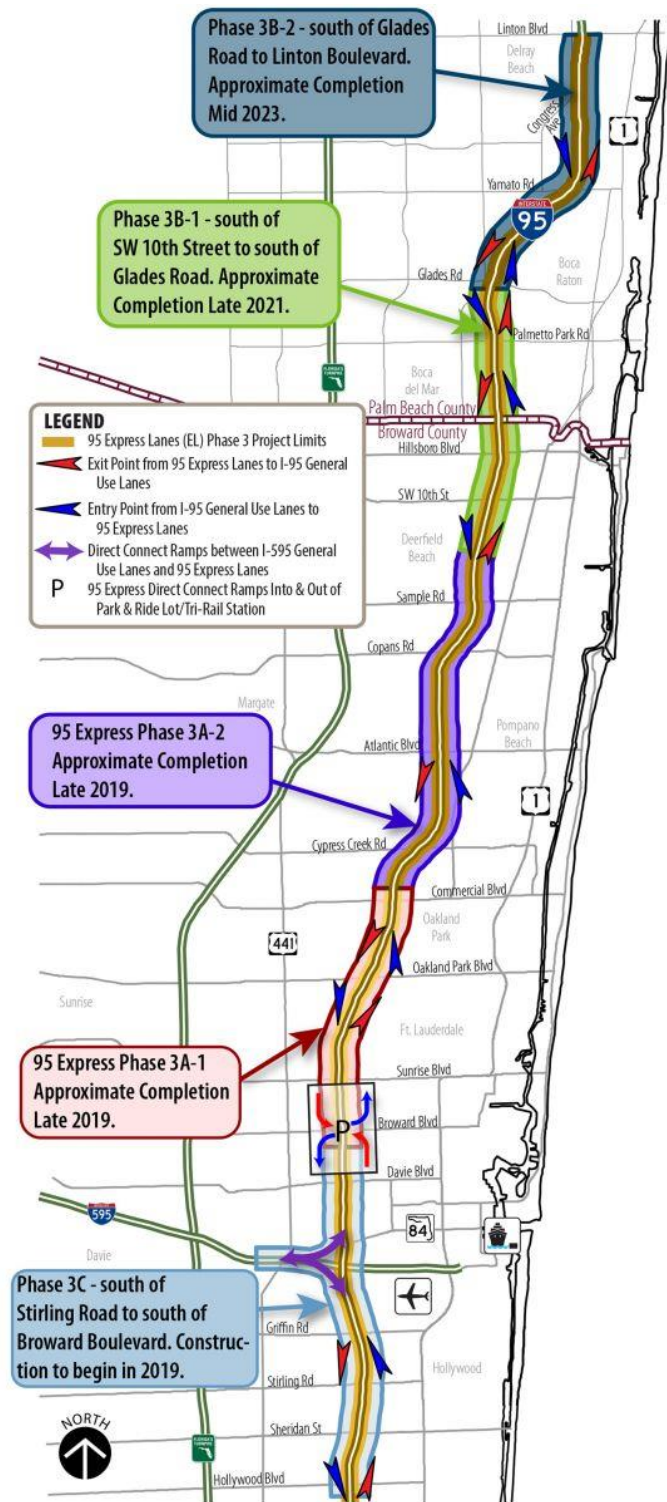 Phase 3B-2 - south of Glades
Road to Linton Boulevard.
Approximate Completion
Mid 2023.
Linton Blvd
Delray
Beach
Congress
Ave
1
Yamato Rd
INTERSTATE
95
Phase 3B-1 - south of
SW 10th Street to south of
Glades Road. Approximate
Completion Late 2021.
Glades Rd
Boca
Raton
Palmetto Park Rd
FLORIDA'S
TURNPIKE
Boca
del Mar
Palm Beach County
Broward County
Hillsboro Blvd
LEGEND
95 Express Lanes (EL) Phase 3 Project Limits
Exit Point from 95 Express Lanes to I-95 General
Use Lanes
Entry Point from I-95 General Use Lanes to
95 Express Lanes
Direct Connect Ramps between I-595 General
Use Lanes and 95 Express Lanes
P
95 Express Direct Connect Ramps Into & Out of
Park & Ride Lot/Tri-Rail Station
SW 10th St
Deerfield
Beach
Sample Rd
Copans Rd
Margate
95 Express Phase 3A-2
Approximate Completion
Late 2019.
Atlantic Blvd
Pompano
Beach
1
Cypress Creek Rd
Commercial Blvd
Oakland
Park
441
Oakland Park Blvd
Sunrise
Ft. Lauderdale
95 Express Phase 3A-1
Approximate Completion
Late 2019.
Sunrise Blvd
P
Broward Blvd
Davie Blvd
595
84
Davie
Phase 3C - south of
Stirling Road to south of
Broward Boulevard. Construc-
tion to begin in 2019.
Griffin Rd
Hollywood
Stirling Rd
NORTH
Sheridan St
FLORIDA'S
TURNPIKE
Hollywood Blvd